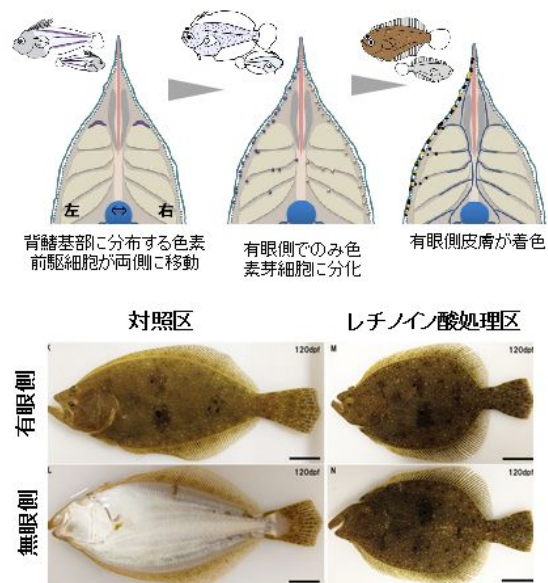 左 ⇔ 右
背鰭基部に分布する色素
前駆細胞が両側に移動
有眼側でのみ色
素芽細胞に分化
有眼側皮膚が着色
対照区
レチノイン酸処理区
有眼側
120dpf
M
120dpf
無眼側
L
120dpf
N
120dpf